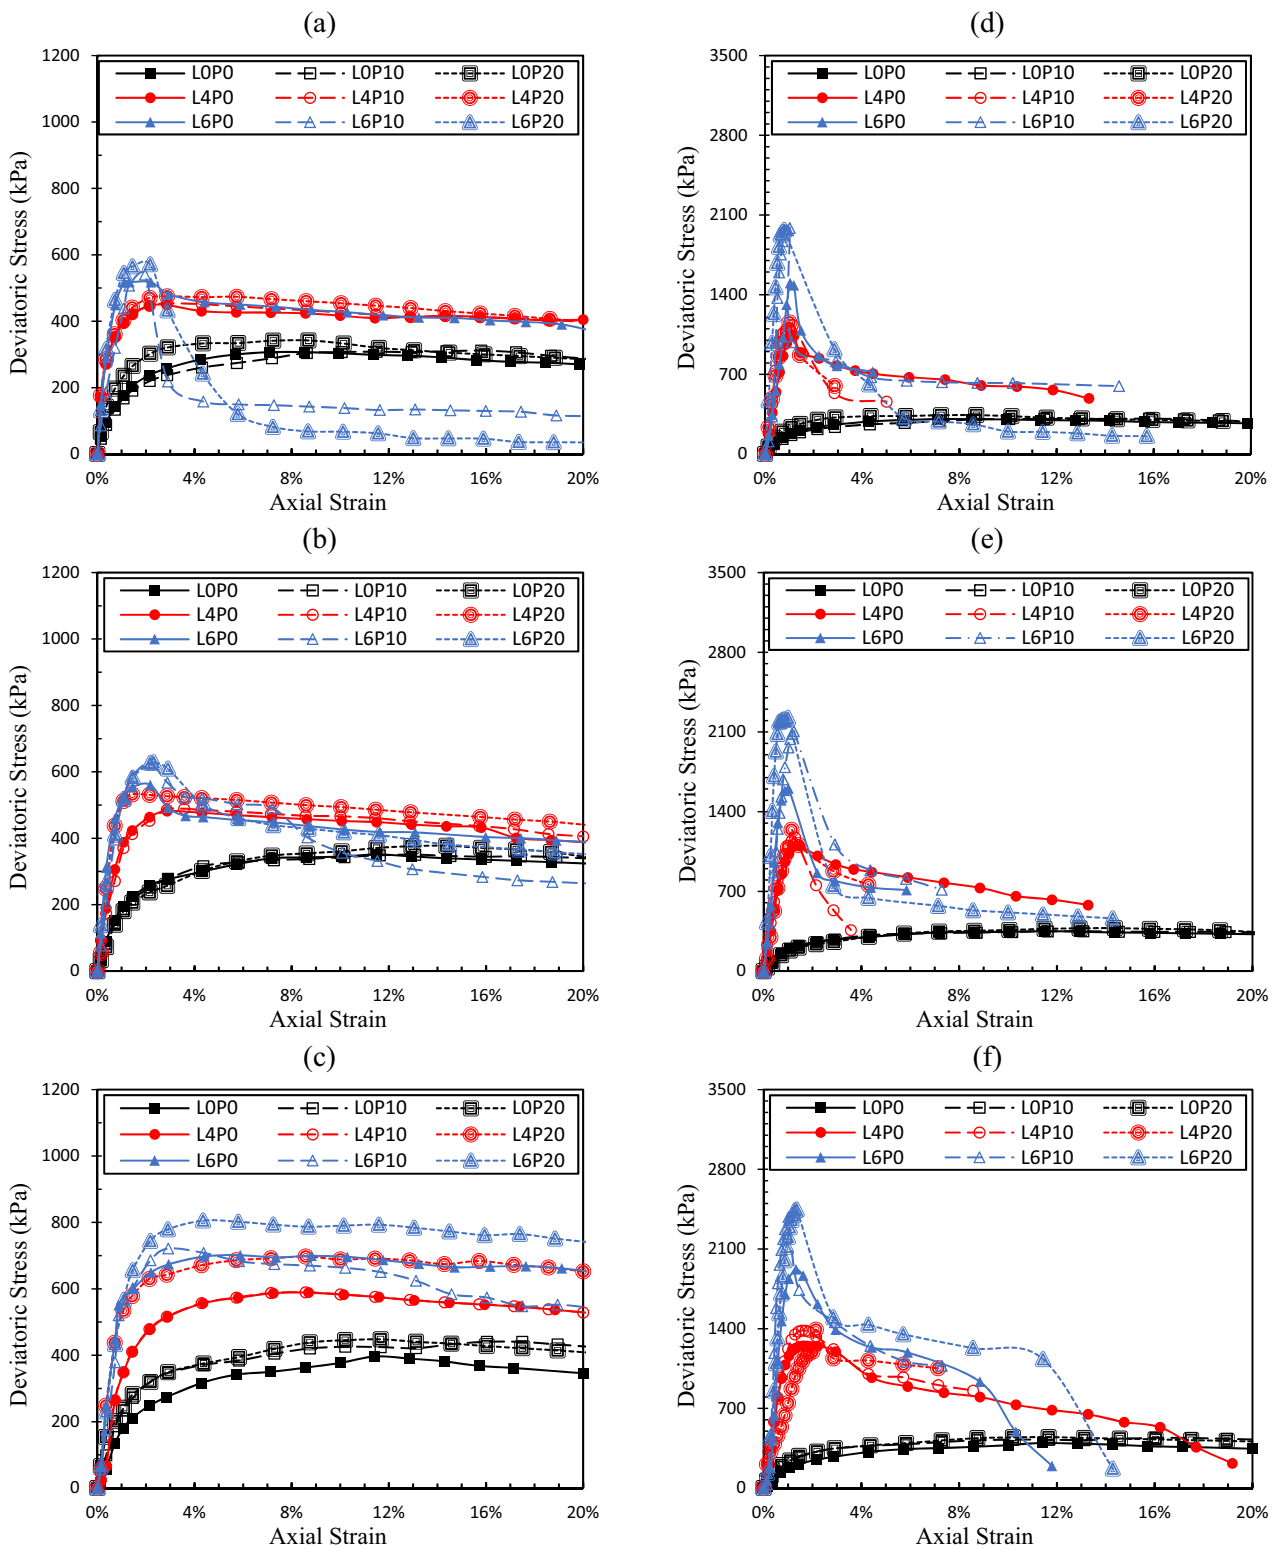 (a)
1200
1000
800
600
400
200
0
Deviatoric Stress (kPa)
L0P0 L0P10 L0P20
L4P0 L4P10 L4P20
L6P0 L6P10 L6P20
0% 4% 8% 12% 16% 20%
Axial Strain
(d)
3500
2800
2100
1400
700
0
Deviatoric Stress (kPa)
L0P0 L0P10 L0P20
L4P0 L4P10 L4P20
L6P0 L6P10 L6P20
0% 4% 8% 12% 16% 20%
Axial Strain
(b)
1200
1000
800
600
400
200
0
Deviatoric Stress (kPa)
L0P0 L0P10 L0P20
L4P0 L4P10 L4P20
L6P0 L6P10 L6P20
0% 4% 8% 12% 16% 20%
Axial Strain
(e)
3500
2800
2100
1400
700
0
Deviatoric Stress (kPa)
L0P0 L0P10 L0P20
L4P0 L4P10 L4P20
L6P0 L6P10 L6P20
0% 4% 8% 12% 16% 20%
Axial Strain
(c)
1200
1000
800
600
400
200
0
Deviatoric Stress (kPa)
L0P0 L0P10 L0P20
L4P0 L4P10 L4P20
L6P0 L6P10 L6P20
0% 4% 8% 12% 16% 20%
Axial Strain
(f)
3500
2800
2100
1400
700
0
Deviatoric Stress (kPa)
L0P0 L0P10 L0P20
L4P0 L4P10 L4P20
L6P0 L6P10 L6P20
0% 4% 8% 12% 16% 20%
Axial Strain